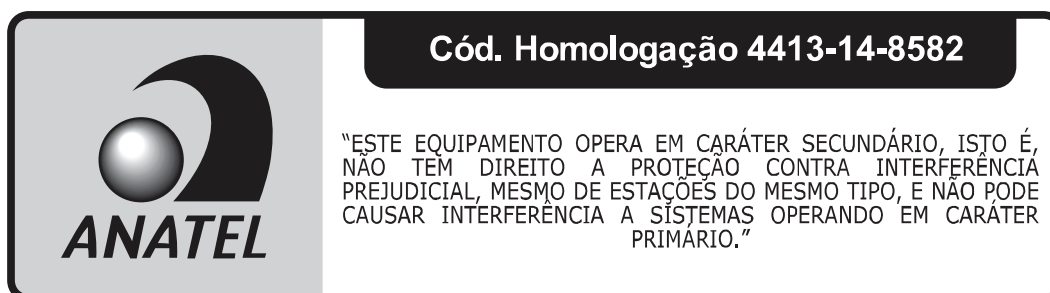 Cód. Homologação 4413-14-8582
"ESTE EQUIPAMENTO OPERA EM CARÁTER SECUNDÁRIO, ISTO É,
NÃO TEM DIREITO A PROTEÇÃO CONTRA INTERFERÊNCIA
PREJUDICIAL, MESMO DE ESTAÇÕES DO MESMO TIPO, E NÃO PODE
CAUSAR INTERFERÊNCIA A SISTEMAS OPERANDO EM CARÁTER
PRIMÁRIO."
ANATEL